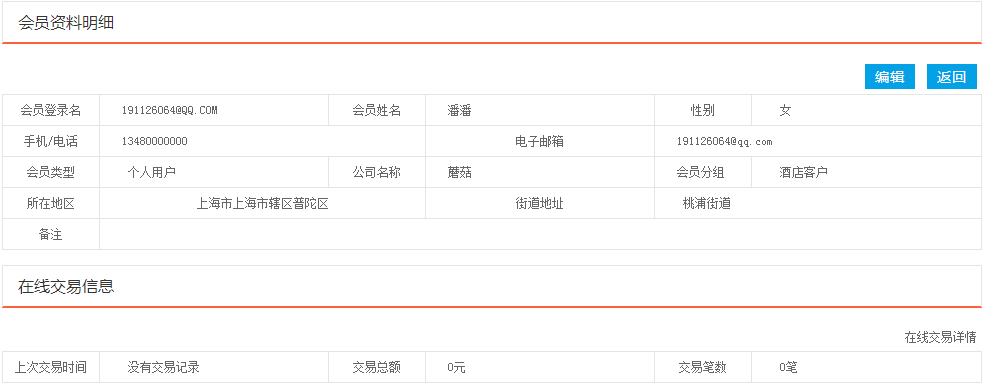 会员资料明细
编辑 返回
会员登录名 191126064@QQ.COM 会员姓名 潘潘 性别 女
手机/电话 13480000000 电子邮箱 191126064@qq.com
会员类型 个人用户 公司名称 蘑菇 会员分组 酒店客户
所在地区 上海市上海市辖区普陀区 街道地址 桃浦街道
备注
在线交易信息
在线交易详情
上次交易时间 没有交易记录 交易总额 0元 交易笔数 0笔